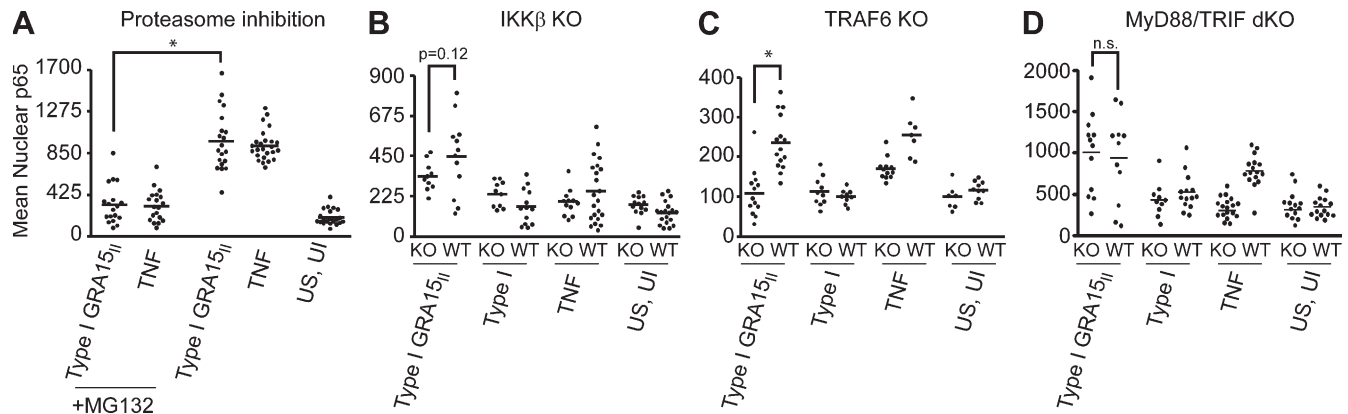 A Proteasome inhibition
Mean Nuclear p65
1700
1275
850
425
0
*
Type I GRA15II
TNF
Type I GRA15II
TNF
US, UI
+MG132
B IKKβ KO
900
675
450
225
0
p=0.12
KO WT KO WT KO WT KO WT
Type I GRA15II
Type I
TNF
US, UI
C TRAF6 KO
400
300
200
100
0
*
KO WT KO WT KO WT KO WT
Type I GRA15II
Type I
TNF
US, UI
D MyD88/TRIF dKO
2000
1500
1000
500
0
n.s.
KO WT KO WT KO WT KO WT
Type I GRA15II
Type I
TNF
US, UI